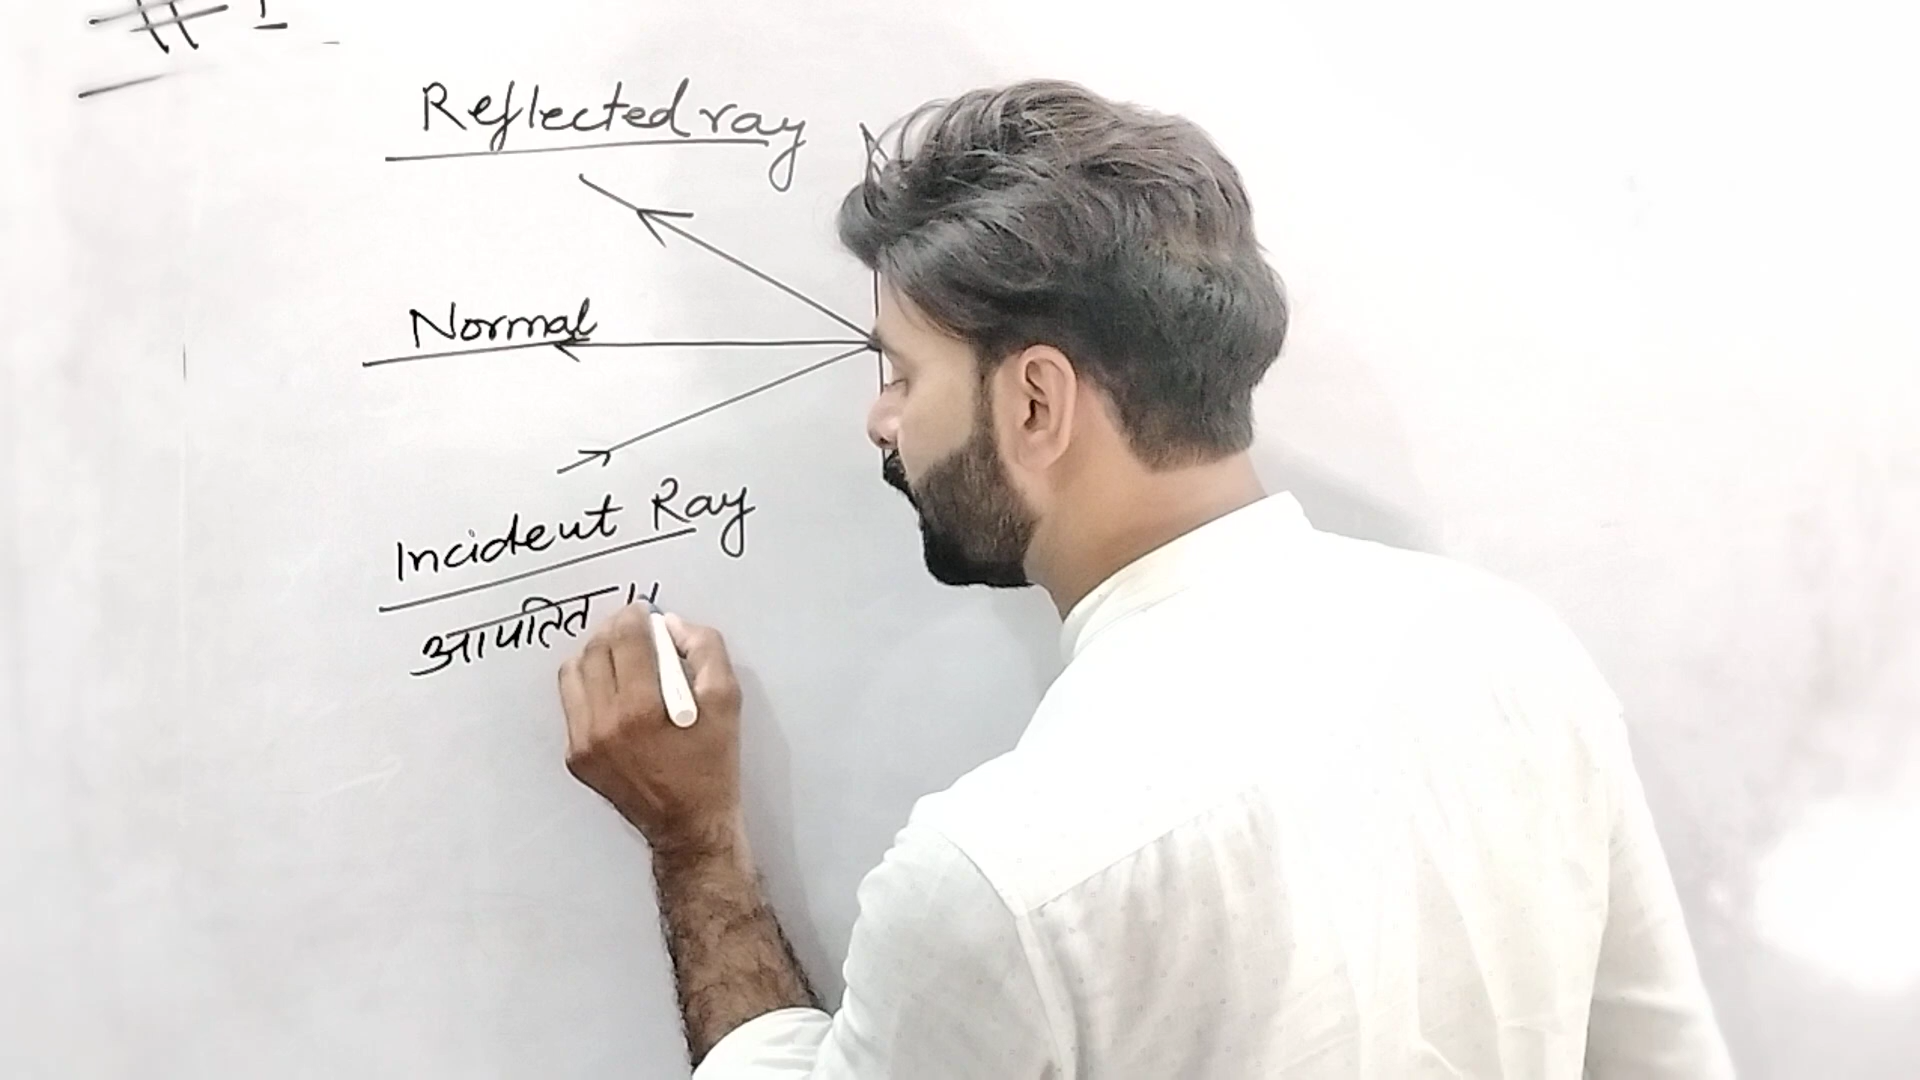 Reflected ray
Normal
Incident Ray
आपतित